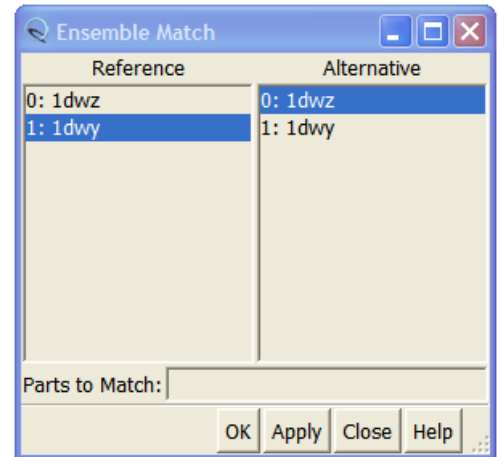 Ensemble Match
Reference Alternative
0: 1dwz 0: 1dwz
1: 1dwy 1: 1dwy
Parts to Match:
OK Apply Close Help